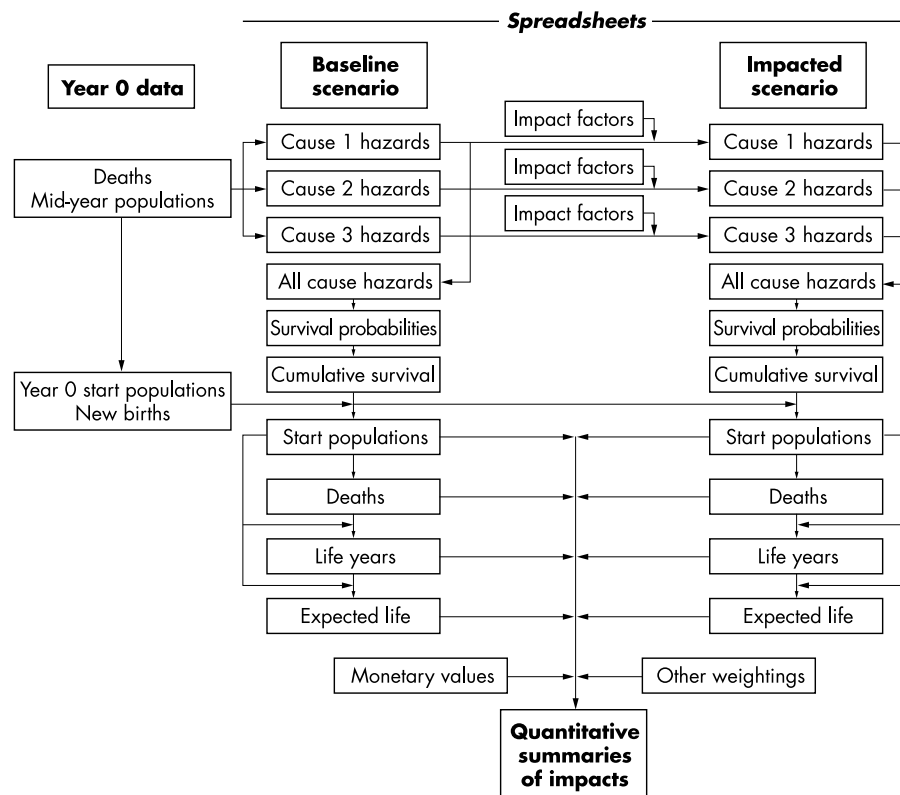 Spreadsheets
Year 0 data
Baseline
scenario
Impacted
scenario
Deaths
Mid-year populations
Cause 1 hazards
Impact factors
Cause 1 hazards
Cause 2 hazards
Impact factors
Cause 2 hazards
Cause 3 hazards
Impact factors
Cause 3 hazards
All cause hazards
All cause hazards
Survival probabilities
Survival probabilities
Cumulative survival
Cumulative survival
Year 0 start populations
New births
Start populations
Start populations
Deaths
Deaths
Life years
Life years
Expected life
Expected life
Monetary values
Other weightings
Quantitative
summaries
of impacts